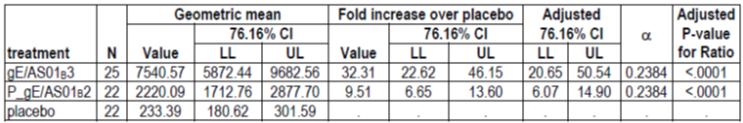 Geometric mean Fold increase over placebo Adjusted Adjusted
76.16% CI 76.16% CI 76.16% CI α P-value
treatment N Value LL UL Value LL UL LL UL for Ratio
gE/AS01B3 25 7540.57 5872.44 9682.56 32.31 22.62 46.15 20.65 50.54 0.2384 <.0001
P_gE/AS01B2 22 2220.09 1712.76 2877.70 9.51 6.65 13.60 6.07 14.90 0.2384 <.0001
placebo 22 233.39 180.62 301.59 . . . . . . .